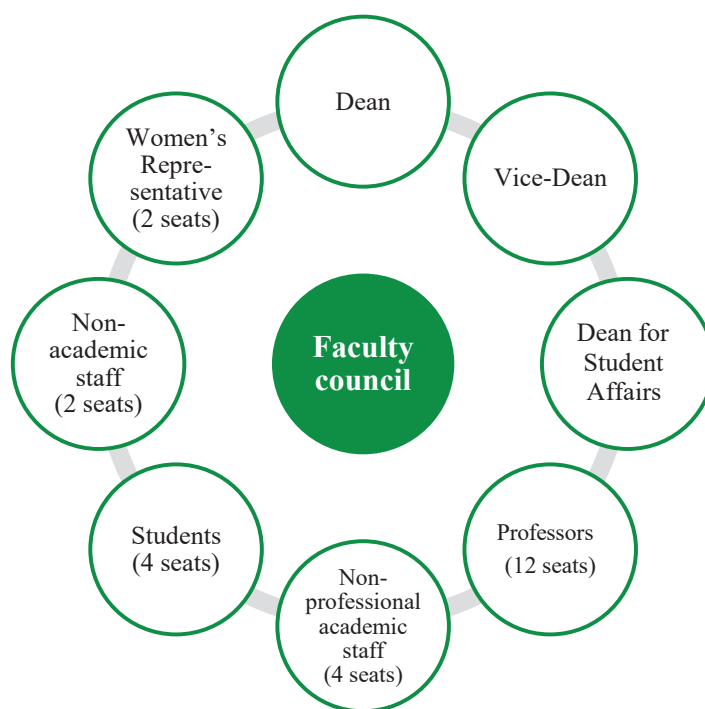 Dean
Vice-Dean
Dean for
Student
Affairs
Professors
(12 seats)
Non-
professional
academic
staff
(4 seats)
Students
(4 seats)
Non-
academic
staff
(2 seats)
Women’s
Repre-
sentative
(2 seats)
Faculty
council